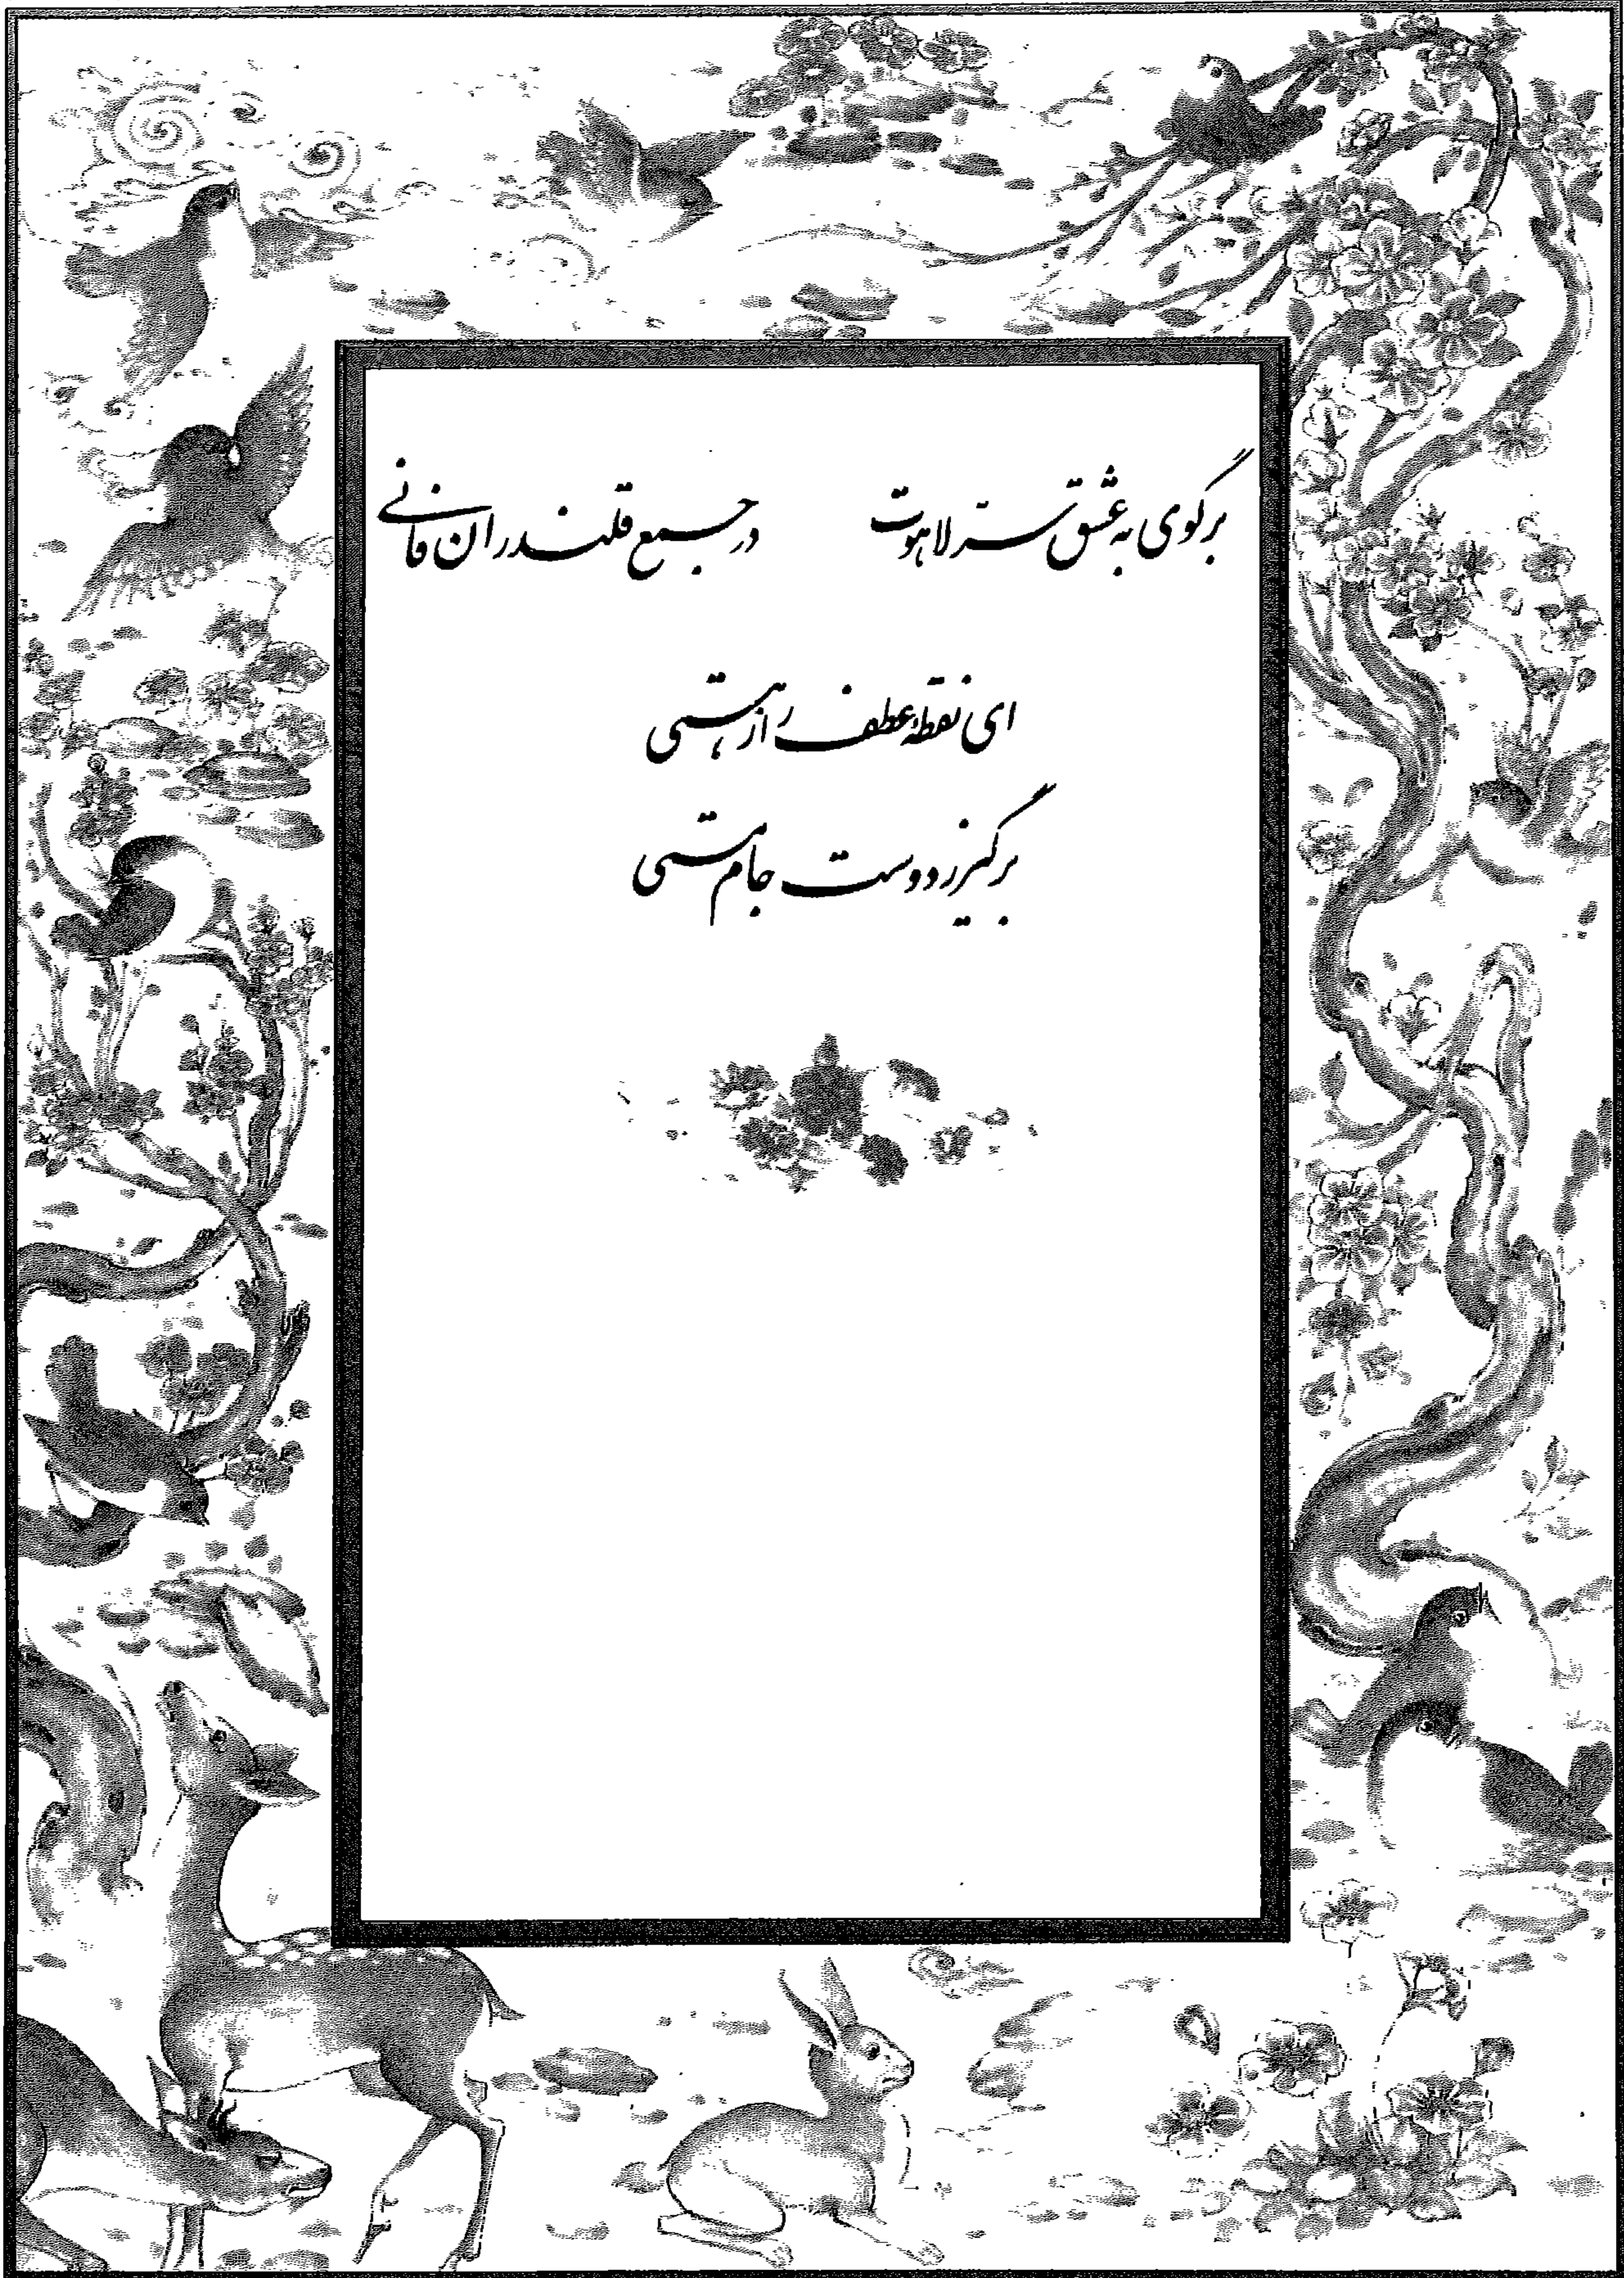 برگوی به عشق سرّ لاهوت در جمع قلندران فانی
ای نقطهٔ عطف راز هستی
برگیر ز دوست جام مستی